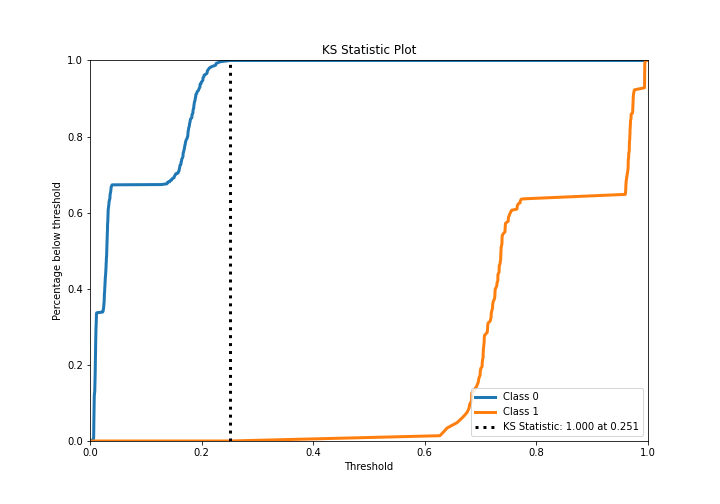 KS Statistic Plot
Percentage below threshold
1.0
0.8
0.6
0.4
0.2
0.0
0.0 0.2 0.4 0.6 0.8 1.0
Threshold
Class 0
Class 1
KS Statistic: 1.000 at 0.251